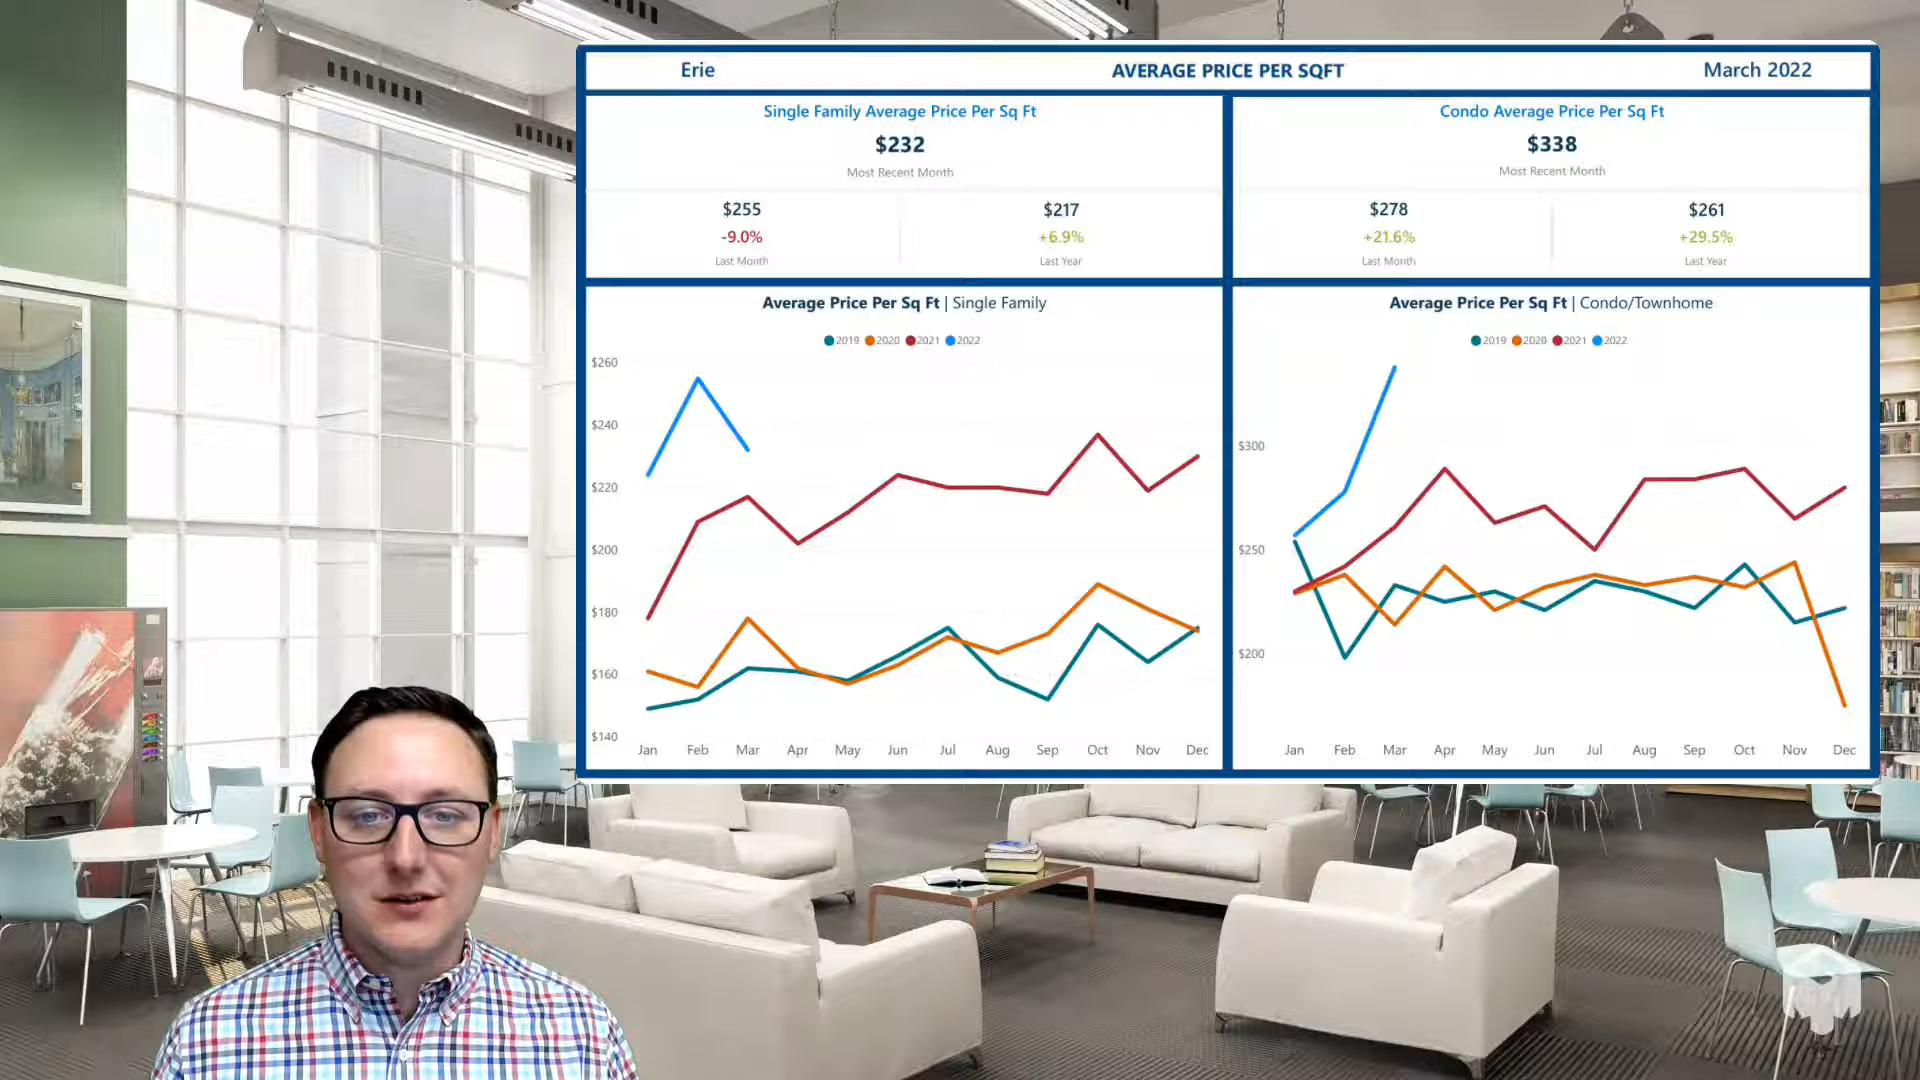 Erie
AVERAGE PRICE PER SQFT
March 2022
Single Family Average Price Per Sq Ft
$232
Most Recent Month
$255
-9.0%
Last Month
$217
+6.9%
Last Year
Condo Average Price Per Sq Ft
$338
Most Recent Month
$278
+21.6%
Last Month
$261
+29.5%
Last Year
Average Price Per Sq Ft | Single Family
2019 2020 2021 2022
$260
$240
$220
$200
$180
$160
$140
Jan Feb Mar Apr May Jun Jul Aug Sep Oct Nov Dec
Average Price Per Sq Ft | Condo/Townhome
2019 2020 2021 2022
$300
$250
$200
Jan Feb Mar Apr May Jun Jul Aug Sep Oct Nov Dec